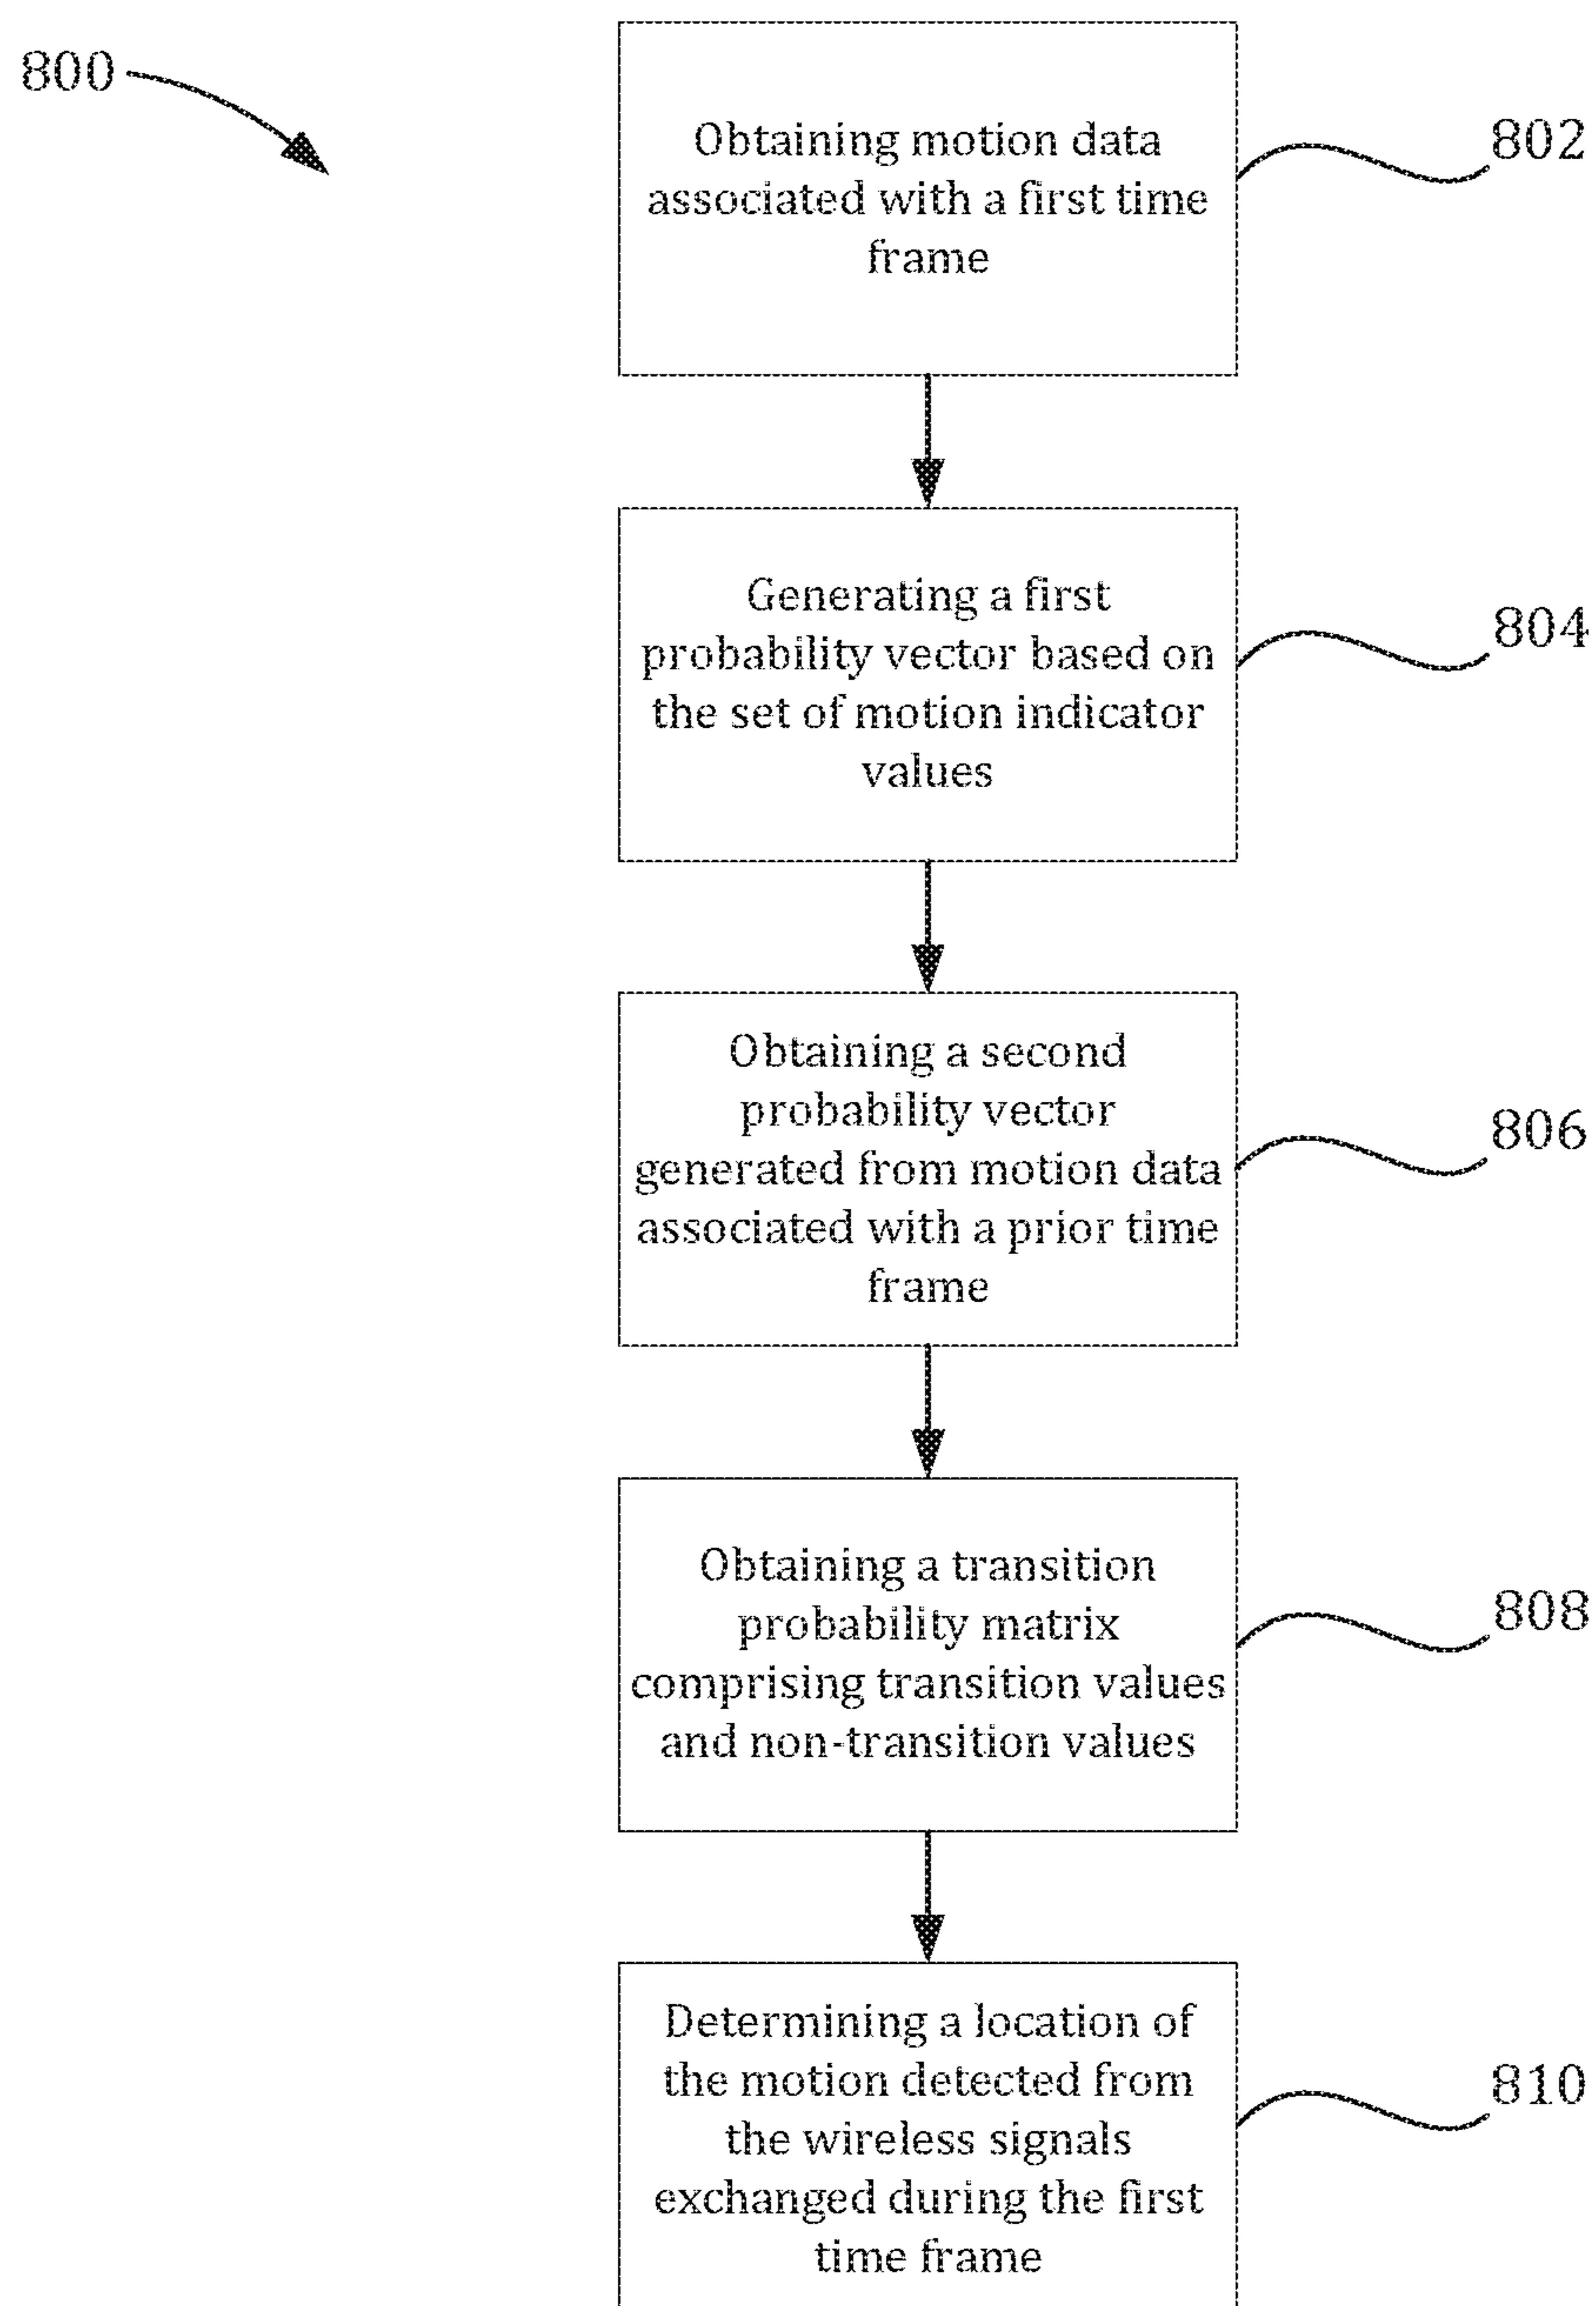 800
Obtaining motion data
associated with a first time
frame
802
Generating a first
probability vector based on
the set of motion indicator
values
804
Obtaining a second
probability vector
generated from motion data
associated with a prior time
frame
806
Obtaining a transition
probability matrix
comprising transition values
and non-transition values
808
Determining a location of
the motion detected from
the wireless signals
exchanged during the first
time frame
810